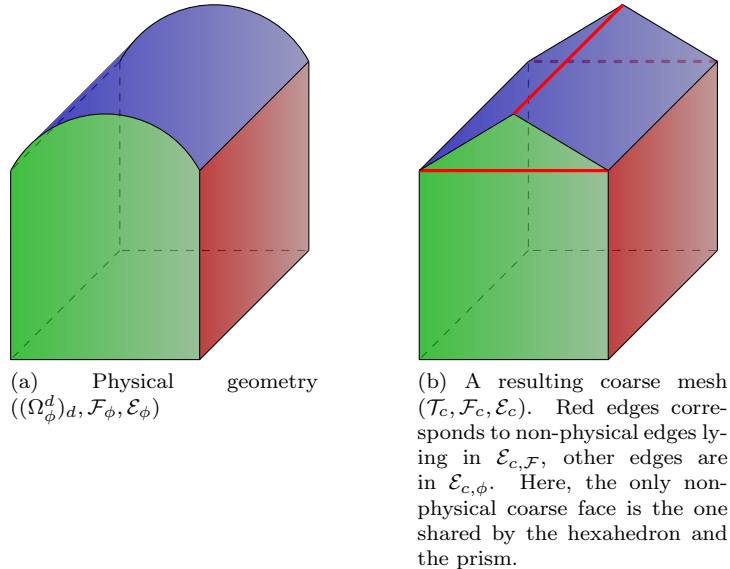 (a) Physical geometry
((Ω_ϕ^d)_d, ℱ_ϕ, ℰ_ϕ)
(b) A resulting coarse mesh
(𝒯_c, ℱ_c, ℰ_c). Red edges corre-
sponds to non-physical edges ly-
ing in ℰ_{c,ℱ}, other edges are
in ℰ_{c,ϕ}. Here, the only non-
physical coarse face is the one
shared by the hexahedron and
the prism.